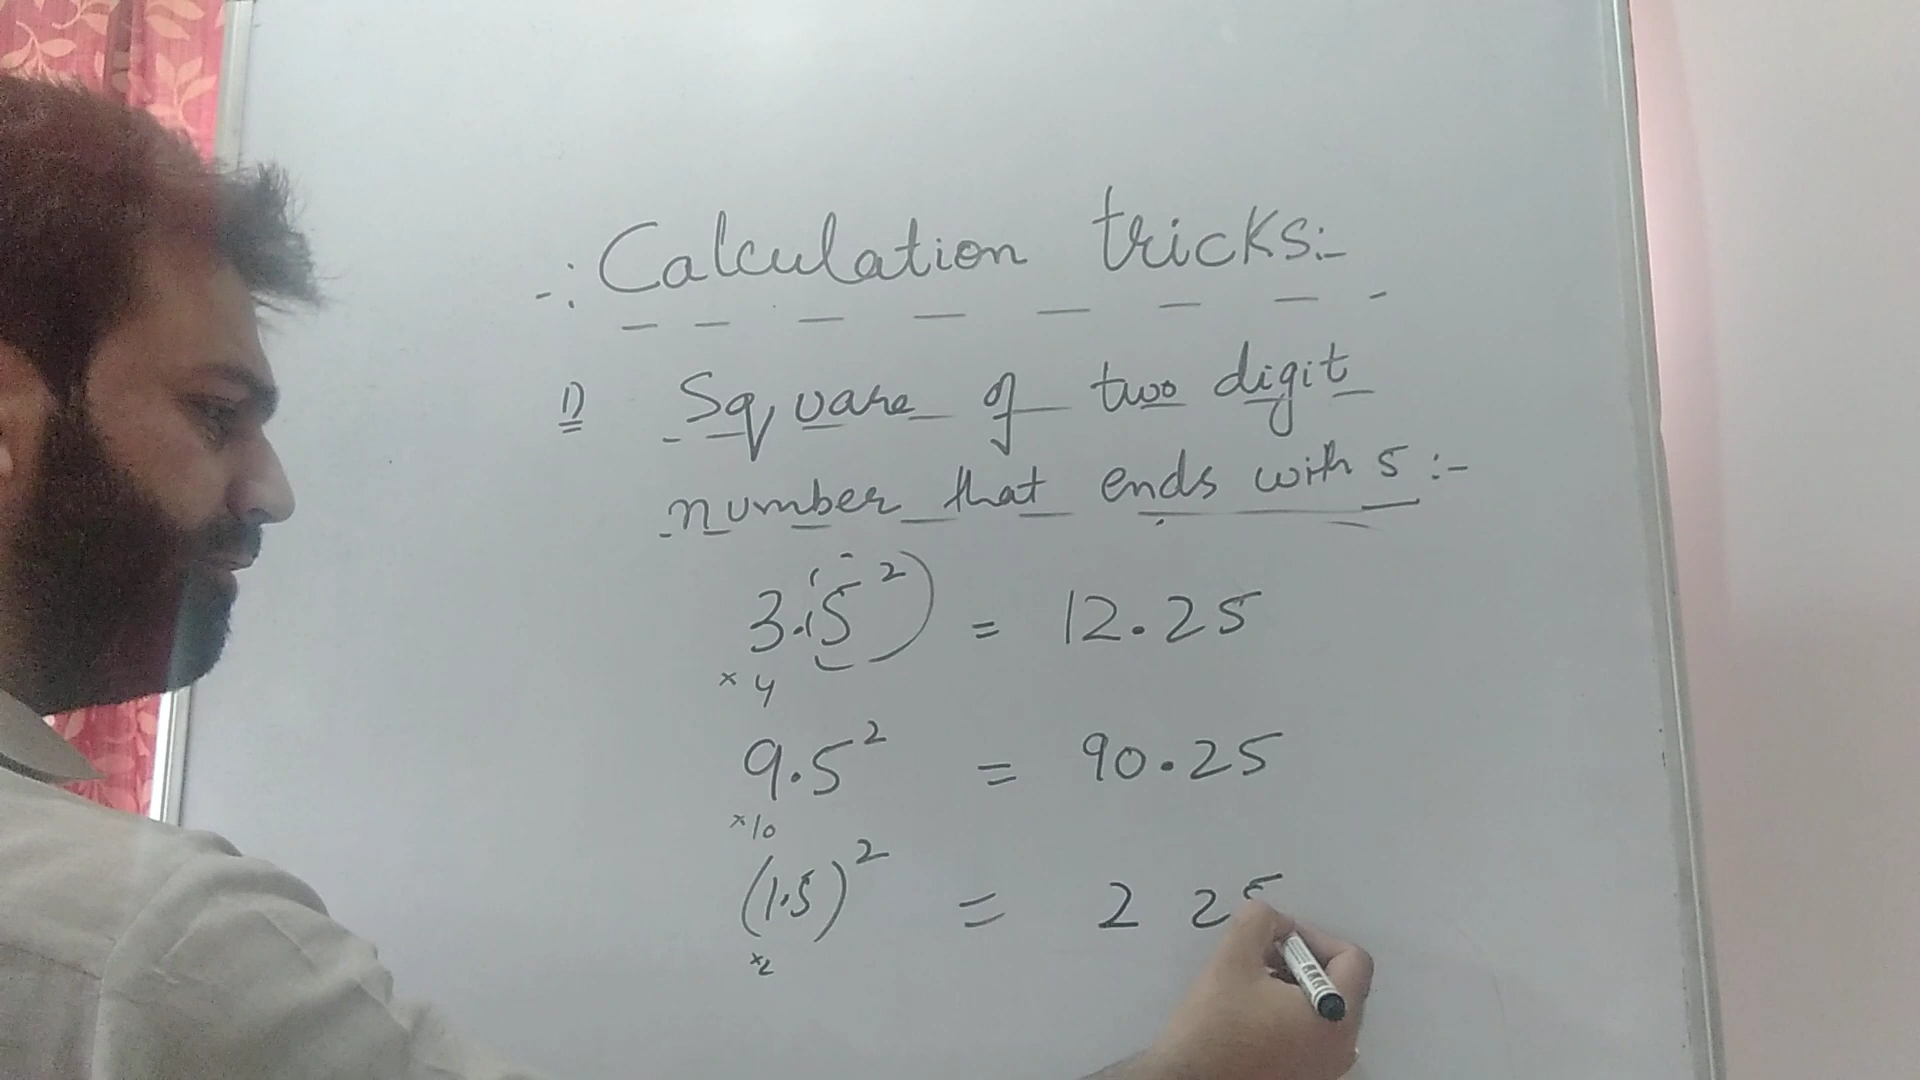 -: Calculation tricks:-
1) Square of two digit
number that ends with 5 :-
3.5²) = 12.25
× 4
9.5² = 90.25
×10
(1.5)² = 2 25
×2